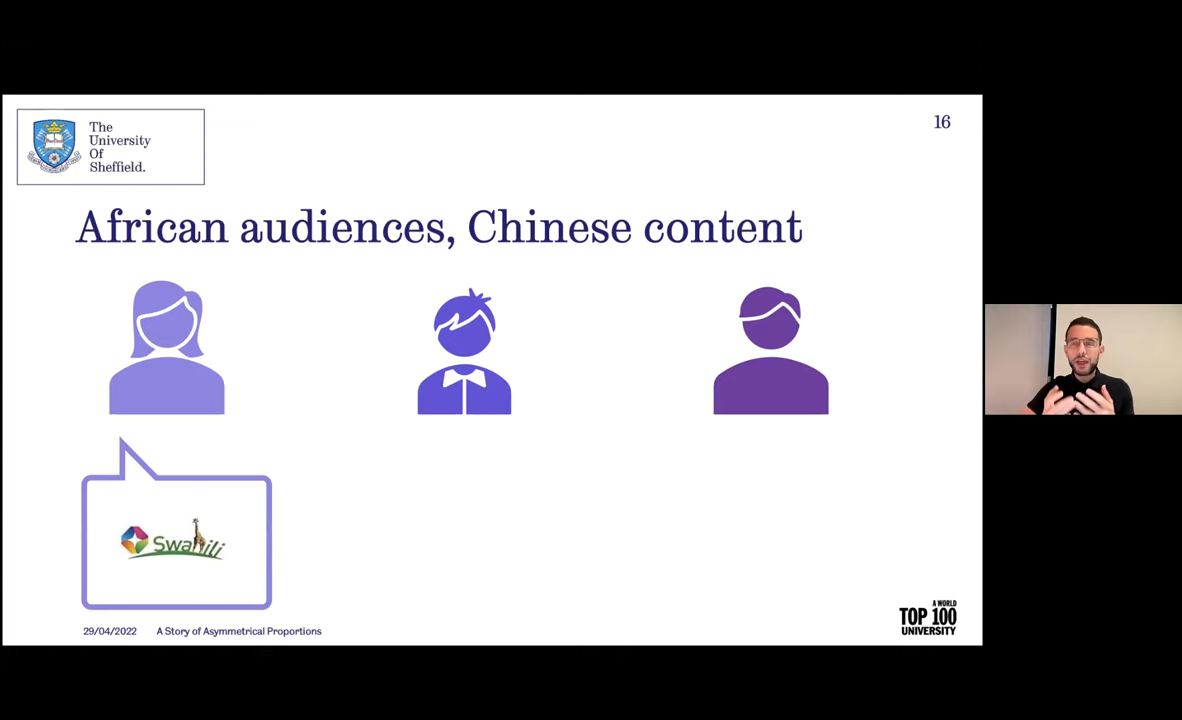 The
University
Of
Sheffield.
16
African audiences, Chinese content
Swahili
29/04/2022 A Story of Asymmetrical Proportions
A WORLD
TOP 100
UNIVERSITY